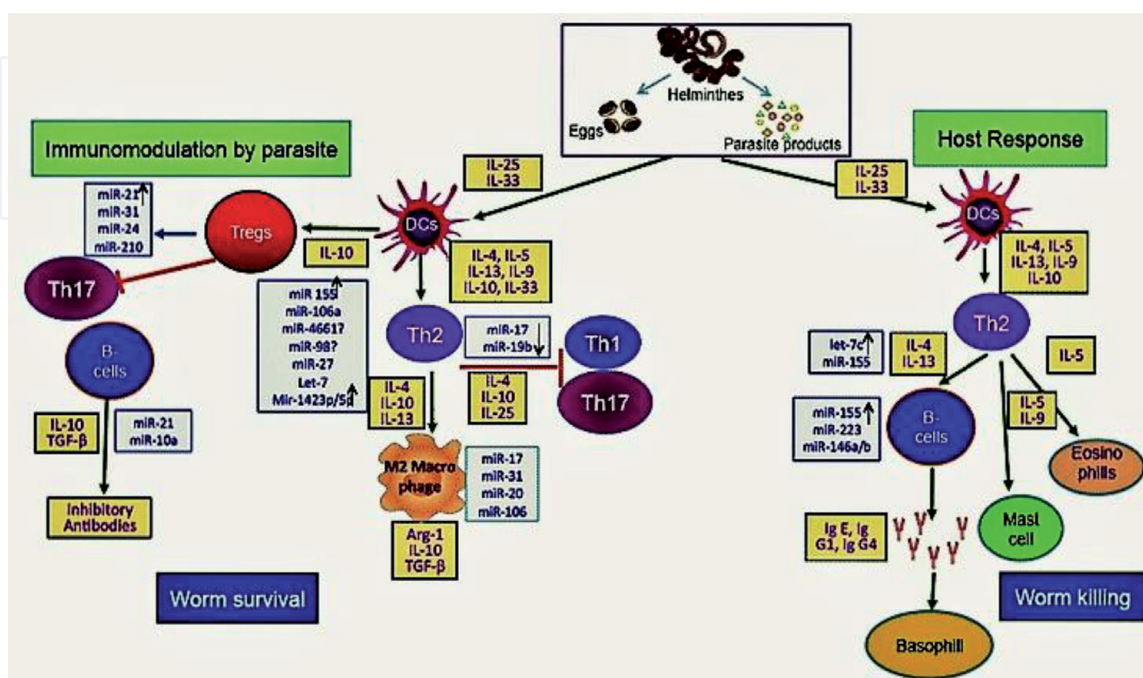 Helminthes
Eggs
Parasite products
Immunomodulation by parasite
Host Response
IL-25
IL-33
IL-25
IL-33
miR-21
miR-31
miR-24
miR-210
Tregs
IL-10
DCs
DCs
IL-4, IL-5
IL-13, IL-9
IL-10, IL-33
IL-4, IL-5
IL-13, IL-9
IL-10
Th17
miR 155
miR-106a
miR-4661?
miR-98?
miR-27
Let-7
Mir-1423p/5p
Th2
miR-17
miR-19b
Th1
Th17
Th2
let-7c
miR-155
IL-4
IL-13
IL-5
B-
cells
IL-10
TGF-β
miR-21
miR-10a
IL-4
IL-10
IL-13
IL-4
IL-10
IL-25
miR-155
miR-223
miR-146a/b
B-
cells
IL-5
IL-9
Eosino
phills
M2 Macro
phage
miR-17
miR-31
miR-20
miR-106
Inhibitory
Antibodies
Arg-1
IL-10
TGF-β
Ig E, Ig
G1, Ig G4
Mast
cell
Worm survival
Worm killing
Basophill